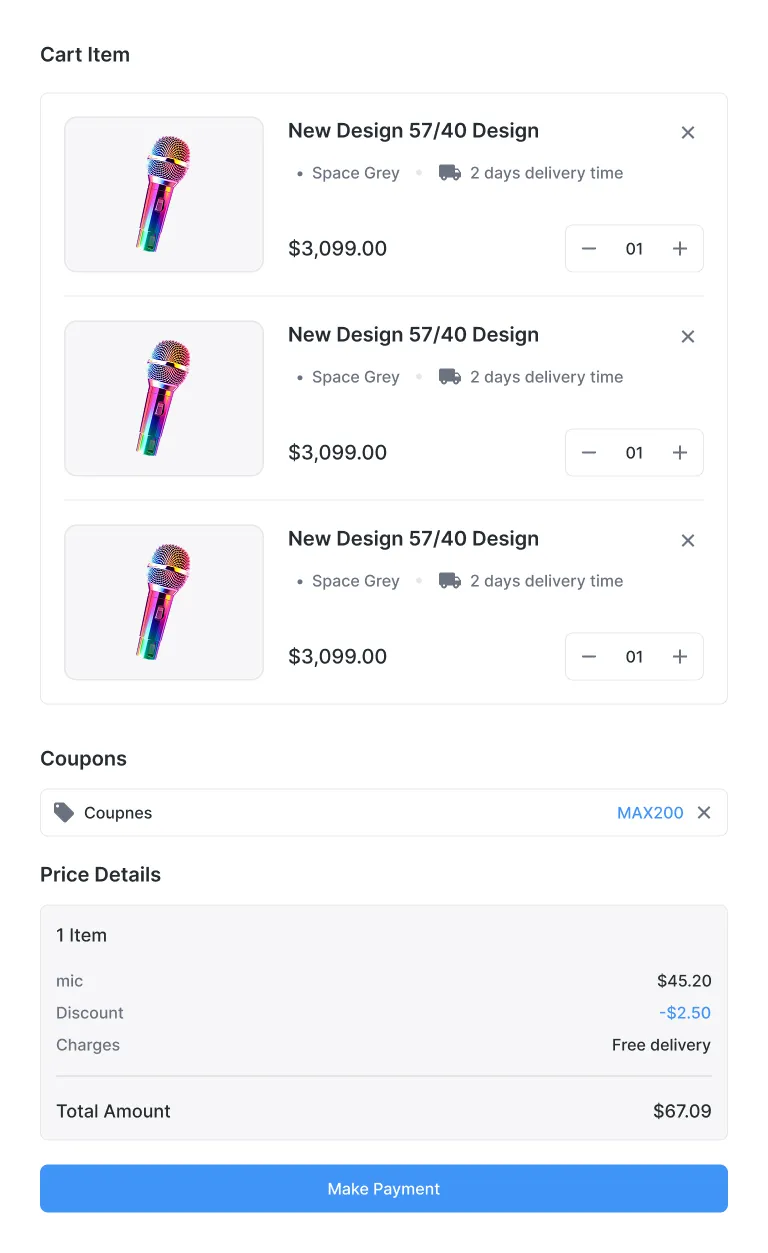 Cart Item
New Design 57/40 Design
• Space Grey • 2 days delivery time
$3,099.00 − 01 +
New Design 57/40 Design
• Space Grey • 2 days delivery time
$3,099.00 − 01 +
New Design 57/40 Design
• Space Grey • 2 days delivery time
$3,099.00 − 01 +
Coupons
Coupnes MAX200
Price Details
1 Item
mic $45.20
Discount -$2.50
Charges Free delivery
Total Amount $67.09
Make Payment